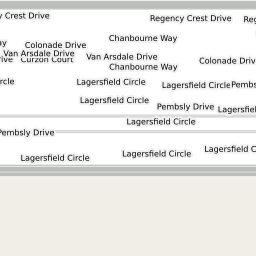 y Crest Drive
Regency Crest Drive
Reg
Chanbourne Way
ay
Colonade Drive
Van Arsdale Drive
ive
Curzon Court
Van Arsdale Drive
Colonade Driv
Chanbourne Way
rcle
Lagersfield Circle
Lagersfield Circle
Pembs
Lagersfield Circle
Pembsly Drive
Lagersfie
Lagersfield Circle
Pembsly Drive
Lagersfield C
Lagersfield Circle
Lagersfield Circle